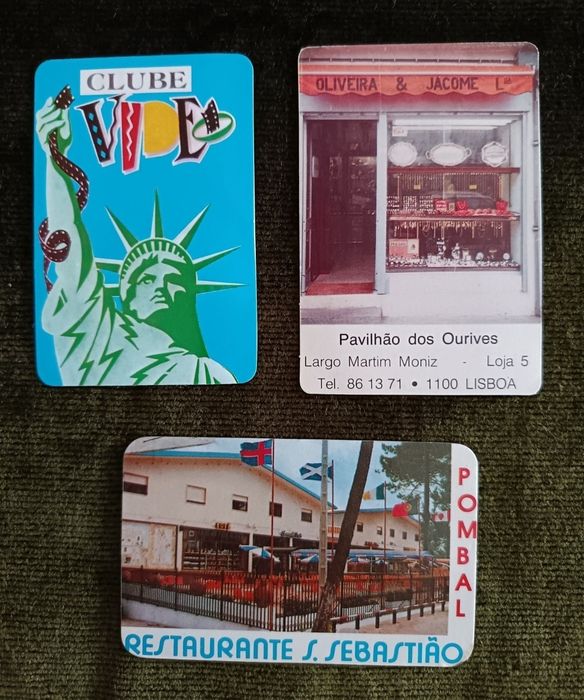 CLUBE
VIDEO
OLIVEIRA & JACOME Lda
Pavilhão dos Ourives
Largo Martim Moniz - Loja 5
Tel. 86 13 71 • 1100 LISBOA
POMBAL
RESTAURANTE S. SEBASTIÃO